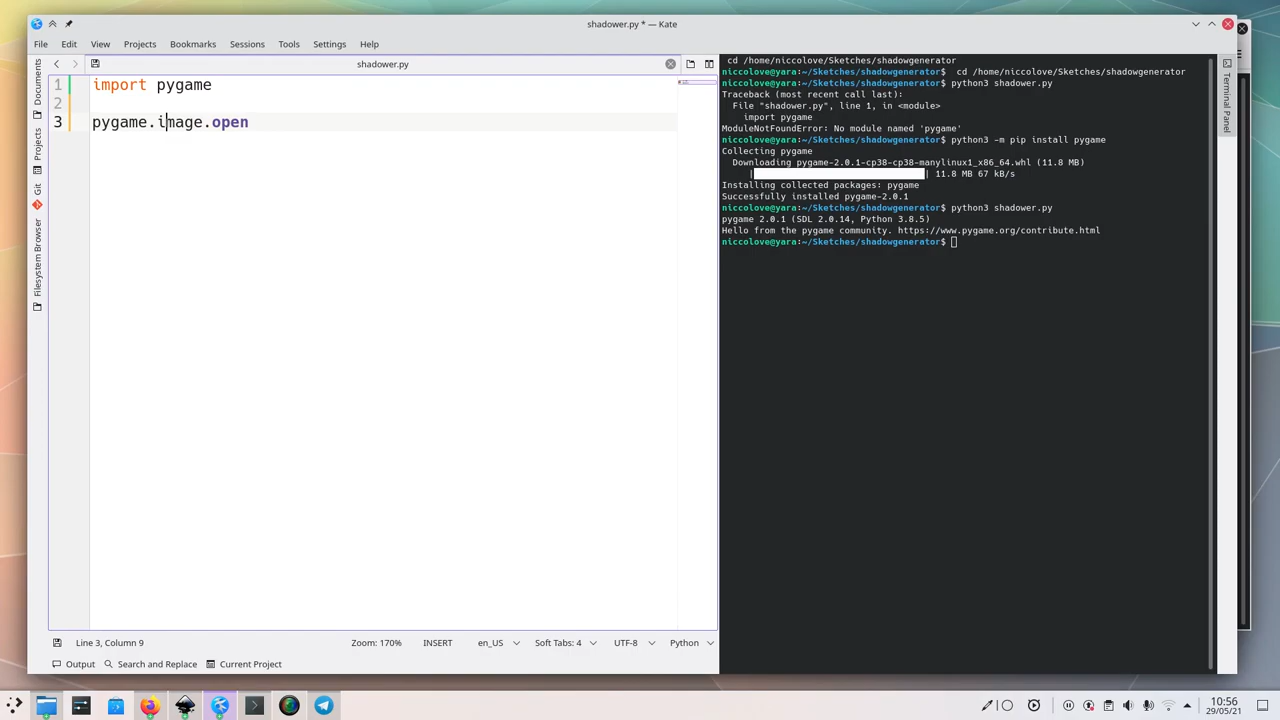 shadower.py * — Kate
File Edit View Projects Bookmarks Sessions Tools Settings Help
shadower.py
Documents
Projects
Git
Filesystem Browser
1 import pygame
2
3 pygame.image.open
cd /home/niccolove/Sketches/shadowgenerator
niccolove@yara:~/Sketches/shadowgenerator$  cd /home/niccolove/Sketches/shadowgenerator
niccolove@yara:~/Sketches/shadowgenerator$ python3 shadower.py
Traceback (most recent call last):
File "shadower.py", line 1, in <module>
import pygame
ModuleNotFoundError: No module named 'pygame'
niccolove@yara:~/Sketches/shadowgenerator$ python3 -m pip install pygame
Collecting pygame
Downloading pygame-2.0.1-cp38-cp38-manylinux1_x86_64.whl (11.8 MB)
| | 11.8 MB 67 kB/s
Installing collected packages: pygame
Successfully installed pygame-2.0.1
niccolove@yara:~/Sketches/shadowgenerator$ python3 shadower.py
pygame 2.0.1 (SDL 2.0.14, Python 3.8.5)
Hello from the pygame community. https://www.pygame.org/contribute.html
niccolove@yara:~/Sketches/shadowgenerator$
Terminal Panel
Line 3, Column 9 Zoom: 170% INSERT en_US Soft Tabs: 4 UTF-8 Python
Output Search and Replace Current Project
10:56
29/05/21